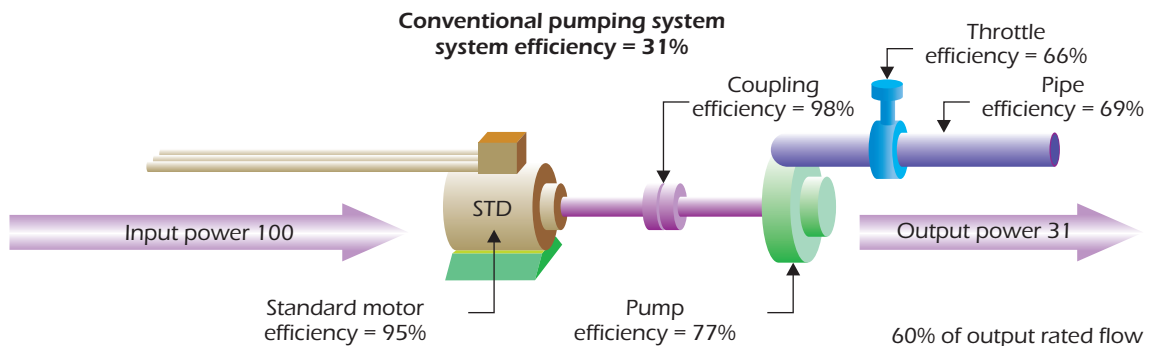 Conventional pumping system
system efficiency = 31%
Throttle
efficiency = 66%
Coupling
efficiency = 98%
Pipe
efficiency = 69%
STD
Input power 100
Output power 31
Standard motor
efficiency = 95%
Pump
efficiency = 77%
60% of output rated flow